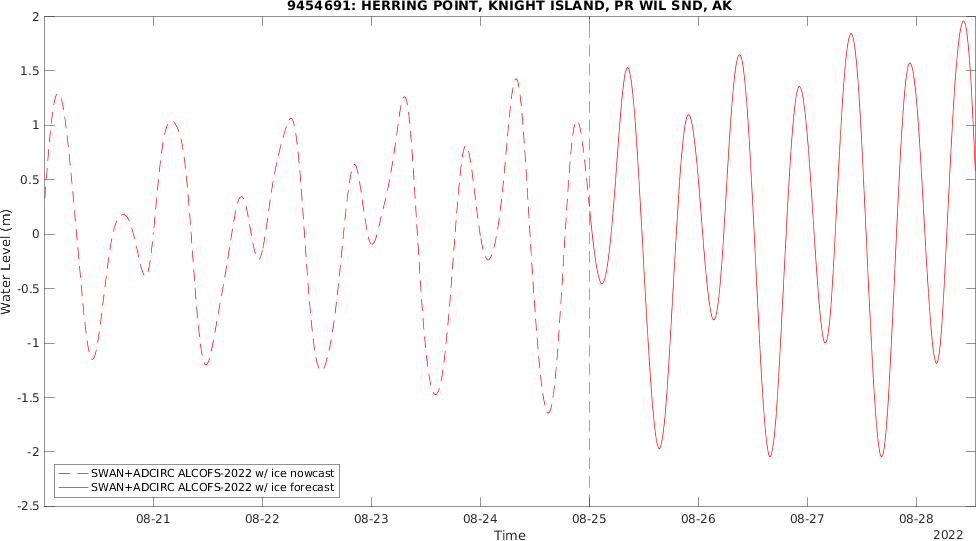 9454691: HERRING POINT, KNIGHT ISLAND, PR WIL SND, AK
2
1.5
1
0.5
0
-0.5
-1
-1.5
-2
-2.5
Water Level (m)
SWAN+ADCIRC ALCOFS-2022 w/ ice nowcast
SWAN+ADCIRC ALCOFS-2022 w/ ice forecast
08-21 08-22 08-23 08-24 08-25 08-26 08-27 08-28
Time
2022